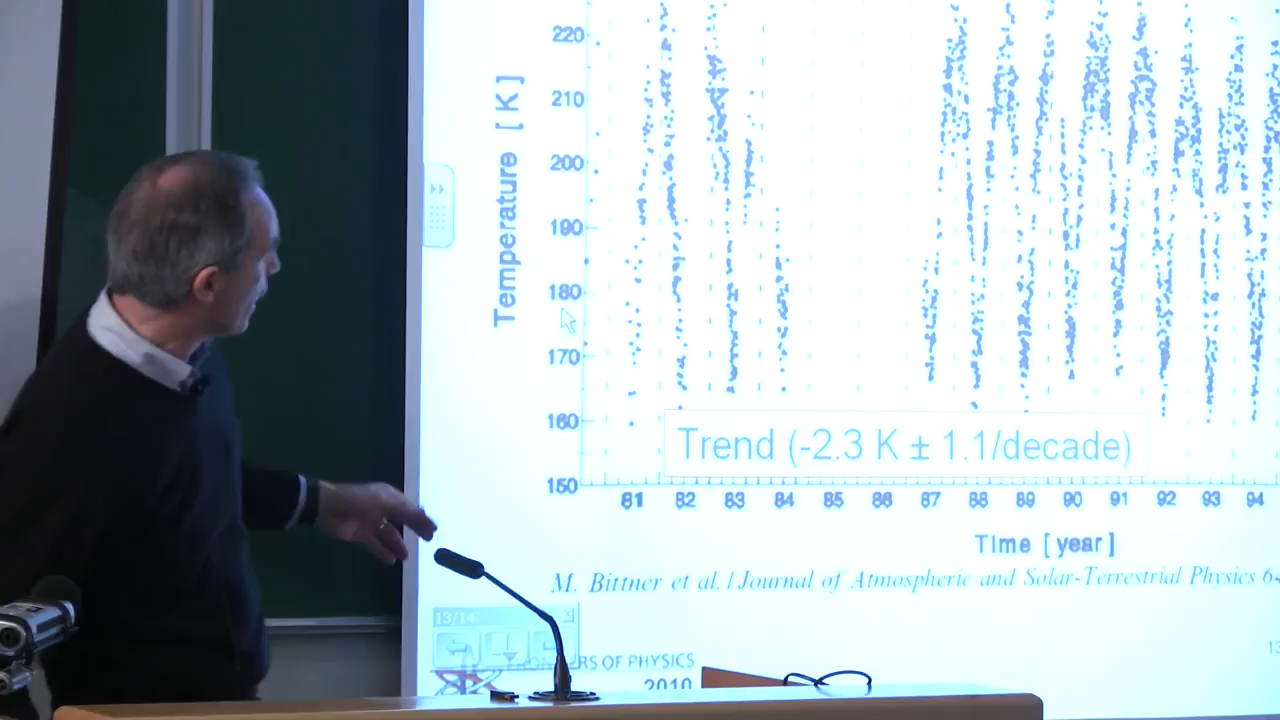 220
210
200
190
180
170
160
150
Temperature [K]
Trend (-2.3 K ± 1.1/decade)
81 82 83 84 85 86 87 88 89 90 91 92 93 94
Time [year]
M. Bittner et al. / Journal of Atmospheric and Solar-Terrestrial Physics
13/14
OF PHYSICS
2010